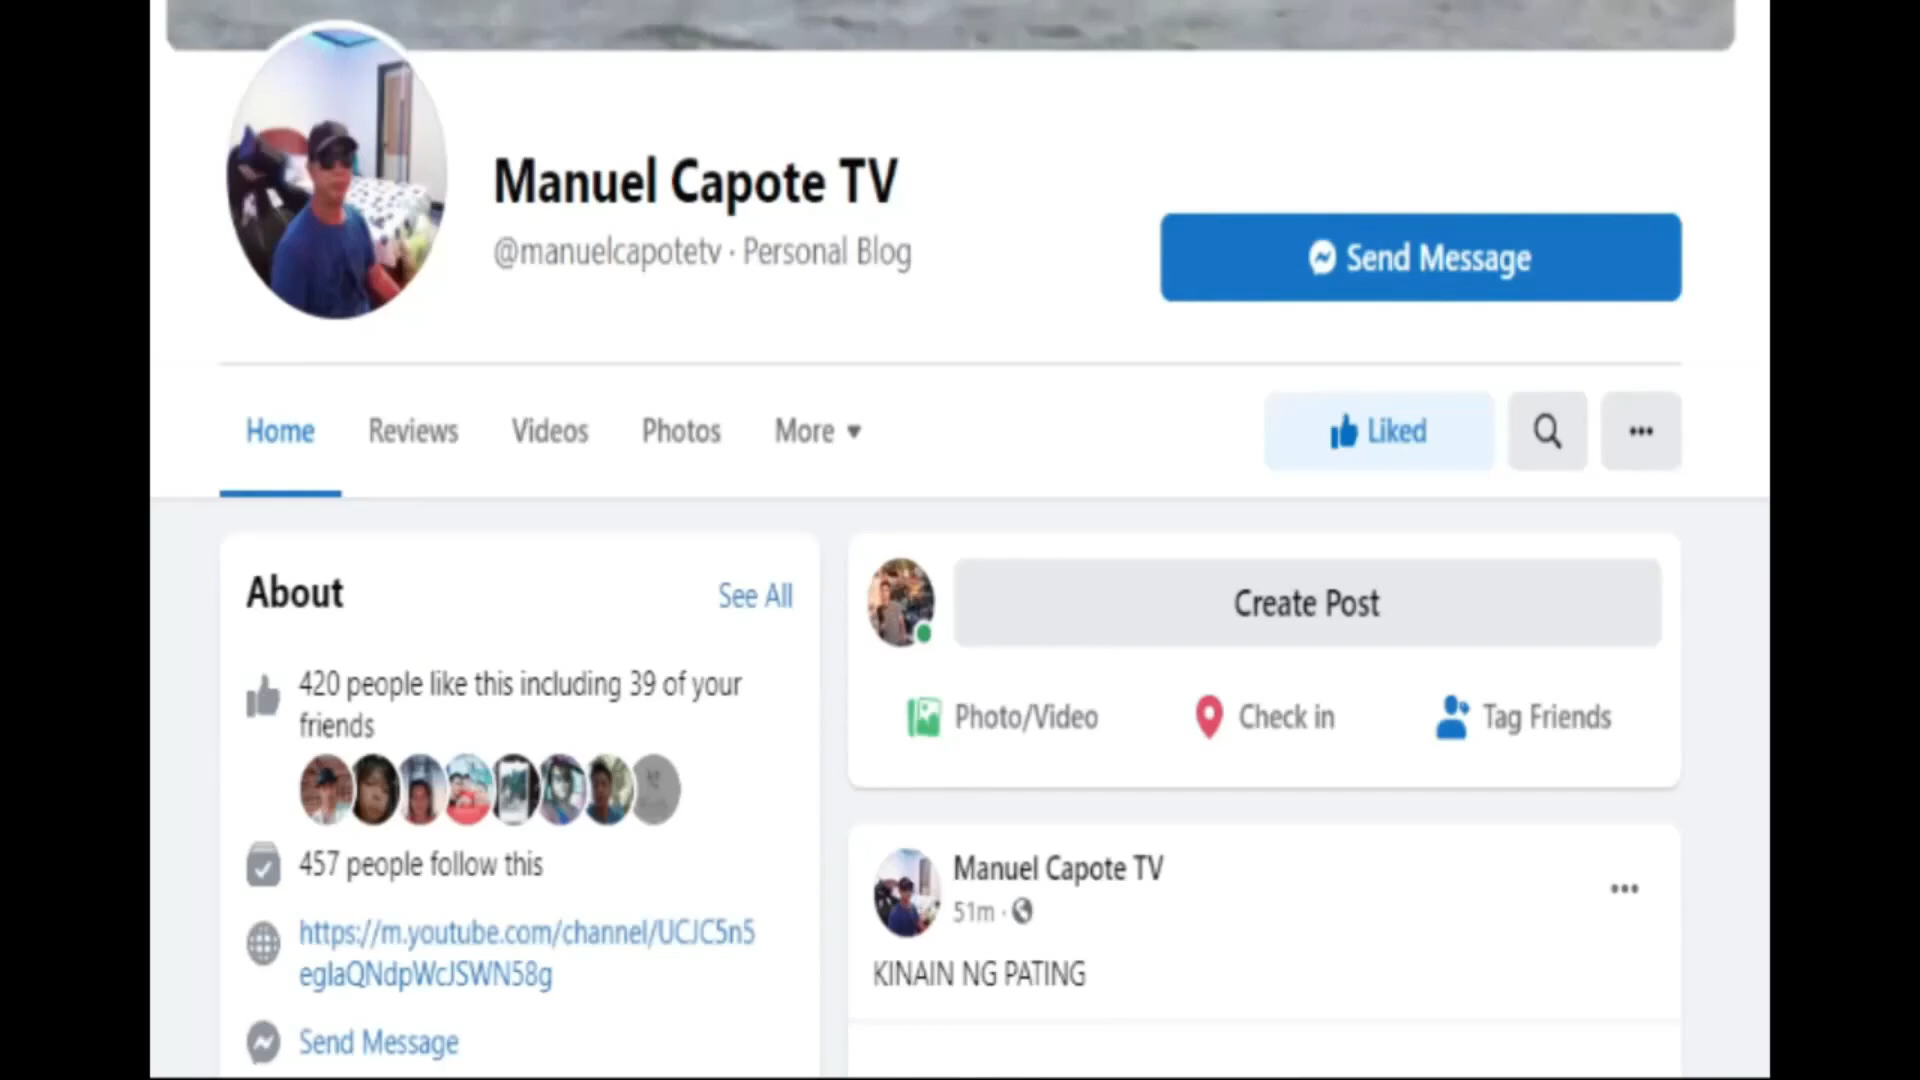 Manuel Capote TV
@manuelcapotetv · Personal Blog
Send Message
Home
Reviews
Videos
Photos
More
Liked
About
See All
420 people like this including 39 of your
friends
457 people follow this
https://m.youtube.com/channel/UCJC5n5
eglaQNdpWcJSWN58g
Send Message
Create Post
Photo/Video
Check in
Tag Friends
Manuel Capote TV
51m ·
KINAIN NG PATING